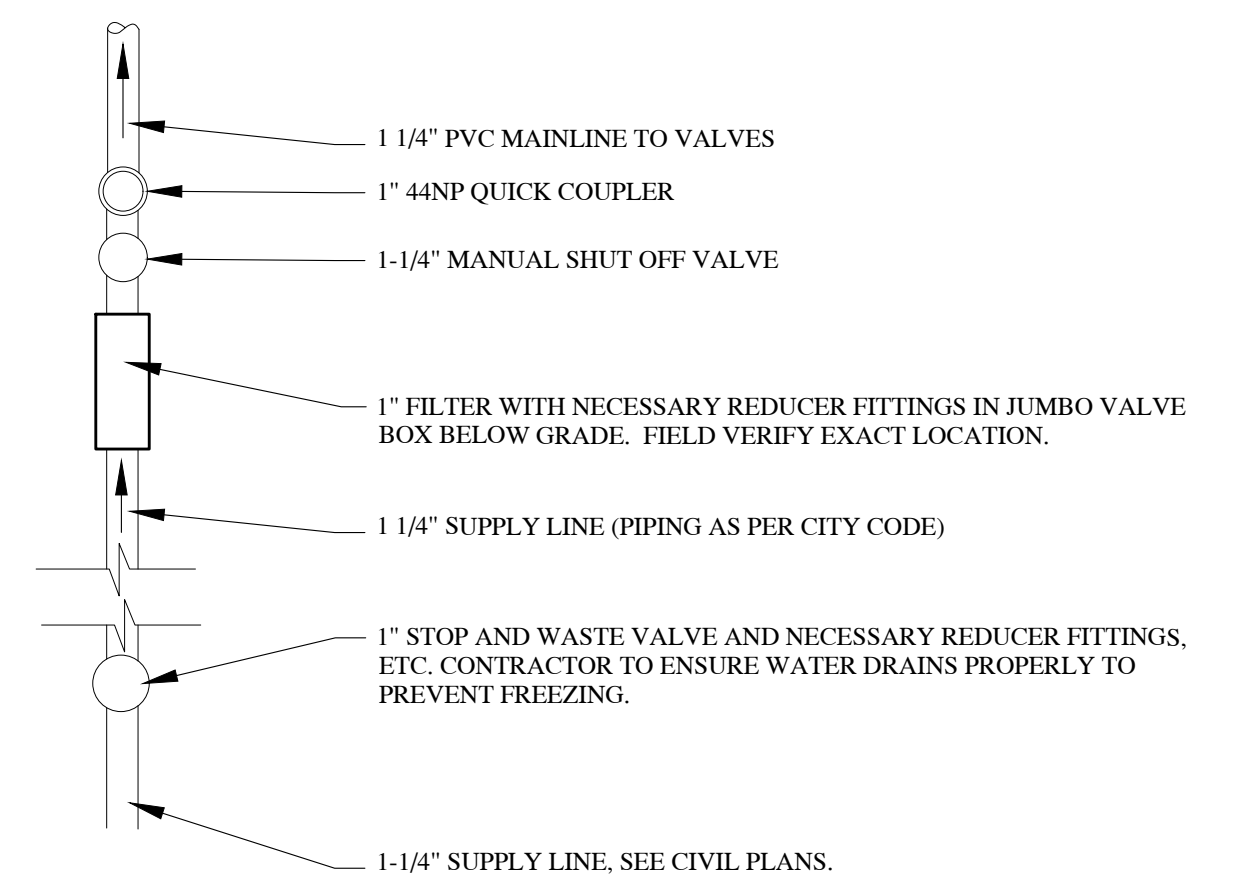 1 1/4" PVC MAINLINE TO VALVES
1" 44NP QUICK COUPLER
1-1/4" MANUAL SHUT OFF VALVE
1" FILTER WITH NECESSARY REDUCER FITTINGS IN JUMBO VALVE
BOX BELOW GRADE. FIELD VERIFY EXACT LOCATION.
1 1/4" SUPPLY LINE (PIPING AS PER CITY CODE)
1" STOP AND WASTE VALVE AND NECESSARY REDUCER FITTINGS,
ETC. CONTRACTOR TO ENSURE WATER DRAINS PROPERLY TO
PREVENT FREEZING.
1-1/4" SUPPLY LINE, SEE CIVIL PLANS.